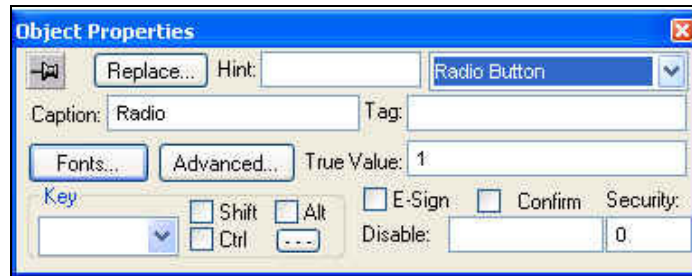 Object Properties
Replace... Hint: Radio Button
Caption: Radio Tag:
Fonts... Advanced... True Value: 1
Key Shift Alt E-Sign Confirm Security:
Ctrl ... Disable: 0